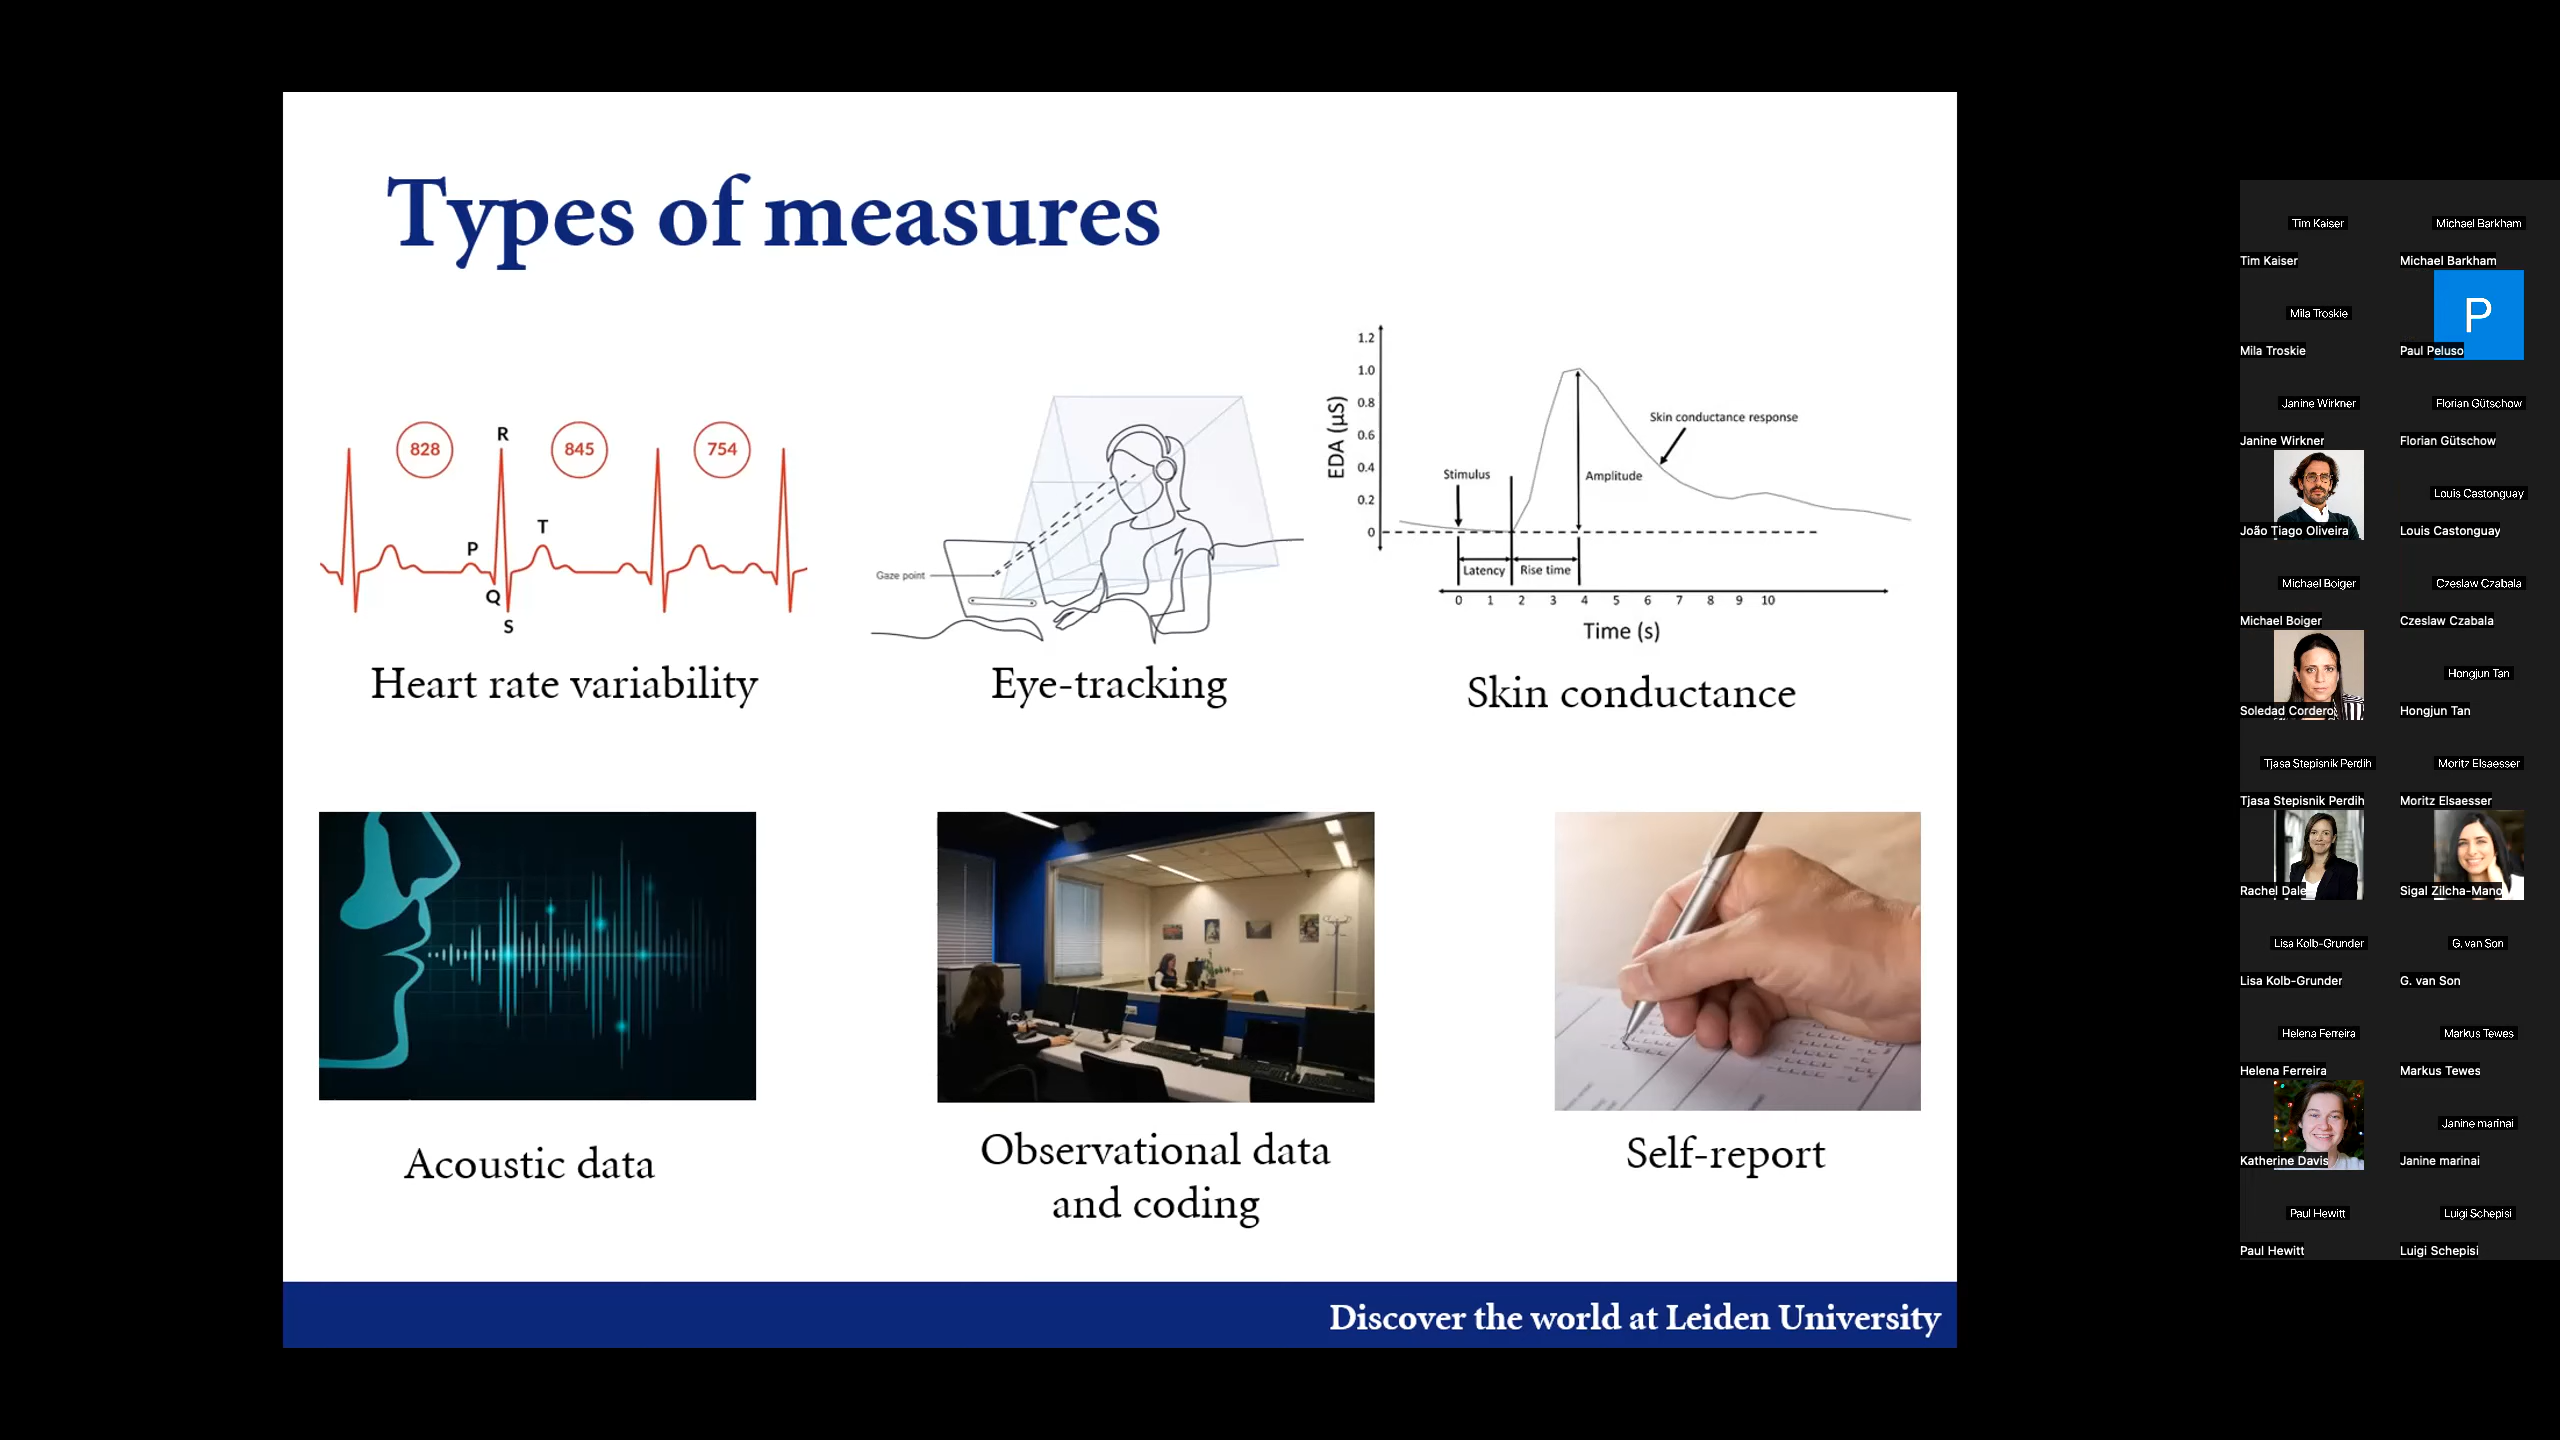 Types of measures
828
R
845
754
P
T
Q
S
Heart rate variability
Gaze point
Eye-tracking
EDA (µS)
1.2
1.0
0.8
0.6
0.4
0.2
0
Skin conductance response
Stimulus
Amplitude
Latency
Rise time
0 1 2 3 4 5 6 7 8 9 10
Time (s)
Skin conductance
Acoustic data
Observational data
and coding
Self-report
Discover the world at Leiden University
Tim Kaiser
Tim Kaiser
Michael Barkham
Michael Barkham
Mila Troskie
Mila Troskie
P
Paul Peluso
Janine Wirkner
Janine Wirkner
Florian Gütschow
Florian Gütschow
João Tiago Oliveira
Louis Castonguay
Louis Castonguay
Michael Boiger
Michael Boiger
Czeslaw Czabala
Czeslaw Czabala
Soledad Cordero
Hongjun Tan
Hongjun Tan
Tjasa Stepisnik Perdih
Tjasa Stepisnik Perdih
Moritz Elsaesser
Moritz Elsaesser
Rachel Dale
Sigal Zilcha-Mano
Lisa Kolb-Grunder
Lisa Kolb-Grunder
G. van Son
G. van Son
Helena Ferreira
Helena Ferreira
Markus Tewes
Markus Tewes
Katherine Davis
Janine marinai
Janine marinai
Paul Hewitt
Paul Hewitt
Luigi Schepisi
Luigi Schepisi